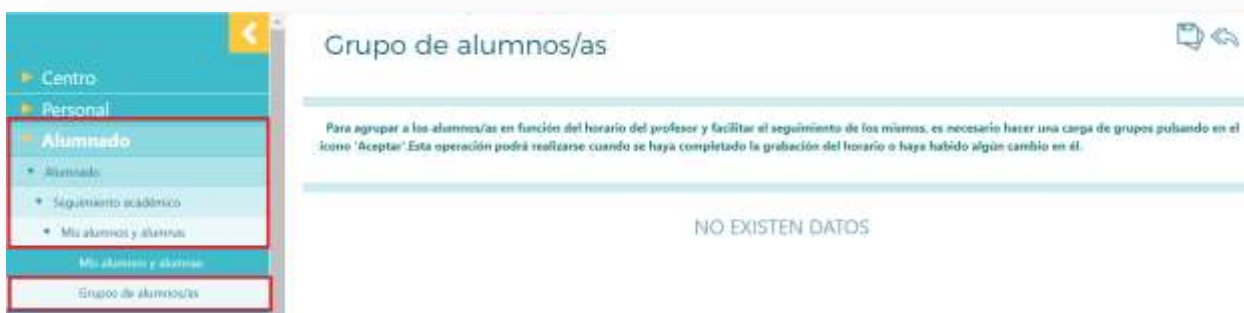 Grupo de alumnos/as
Centro
Personal
Alumnado
Alumnado
Seguimiento académico
Mis alumnos y alumnas
Mis alumnos y alumnas
Grupos de alumnos/as
Para agrupar a los alumnos/as en función del horario del profesor y facilitar el seguimiento de los mismos, es necesario hacer una carga de grupos pulsando en el
icono 'Aceptar'.Esta operación podrá realizarse cuando se haya completado la grabación del horario o haya habido algún cambio en él.
NO EXISTEN DATOS